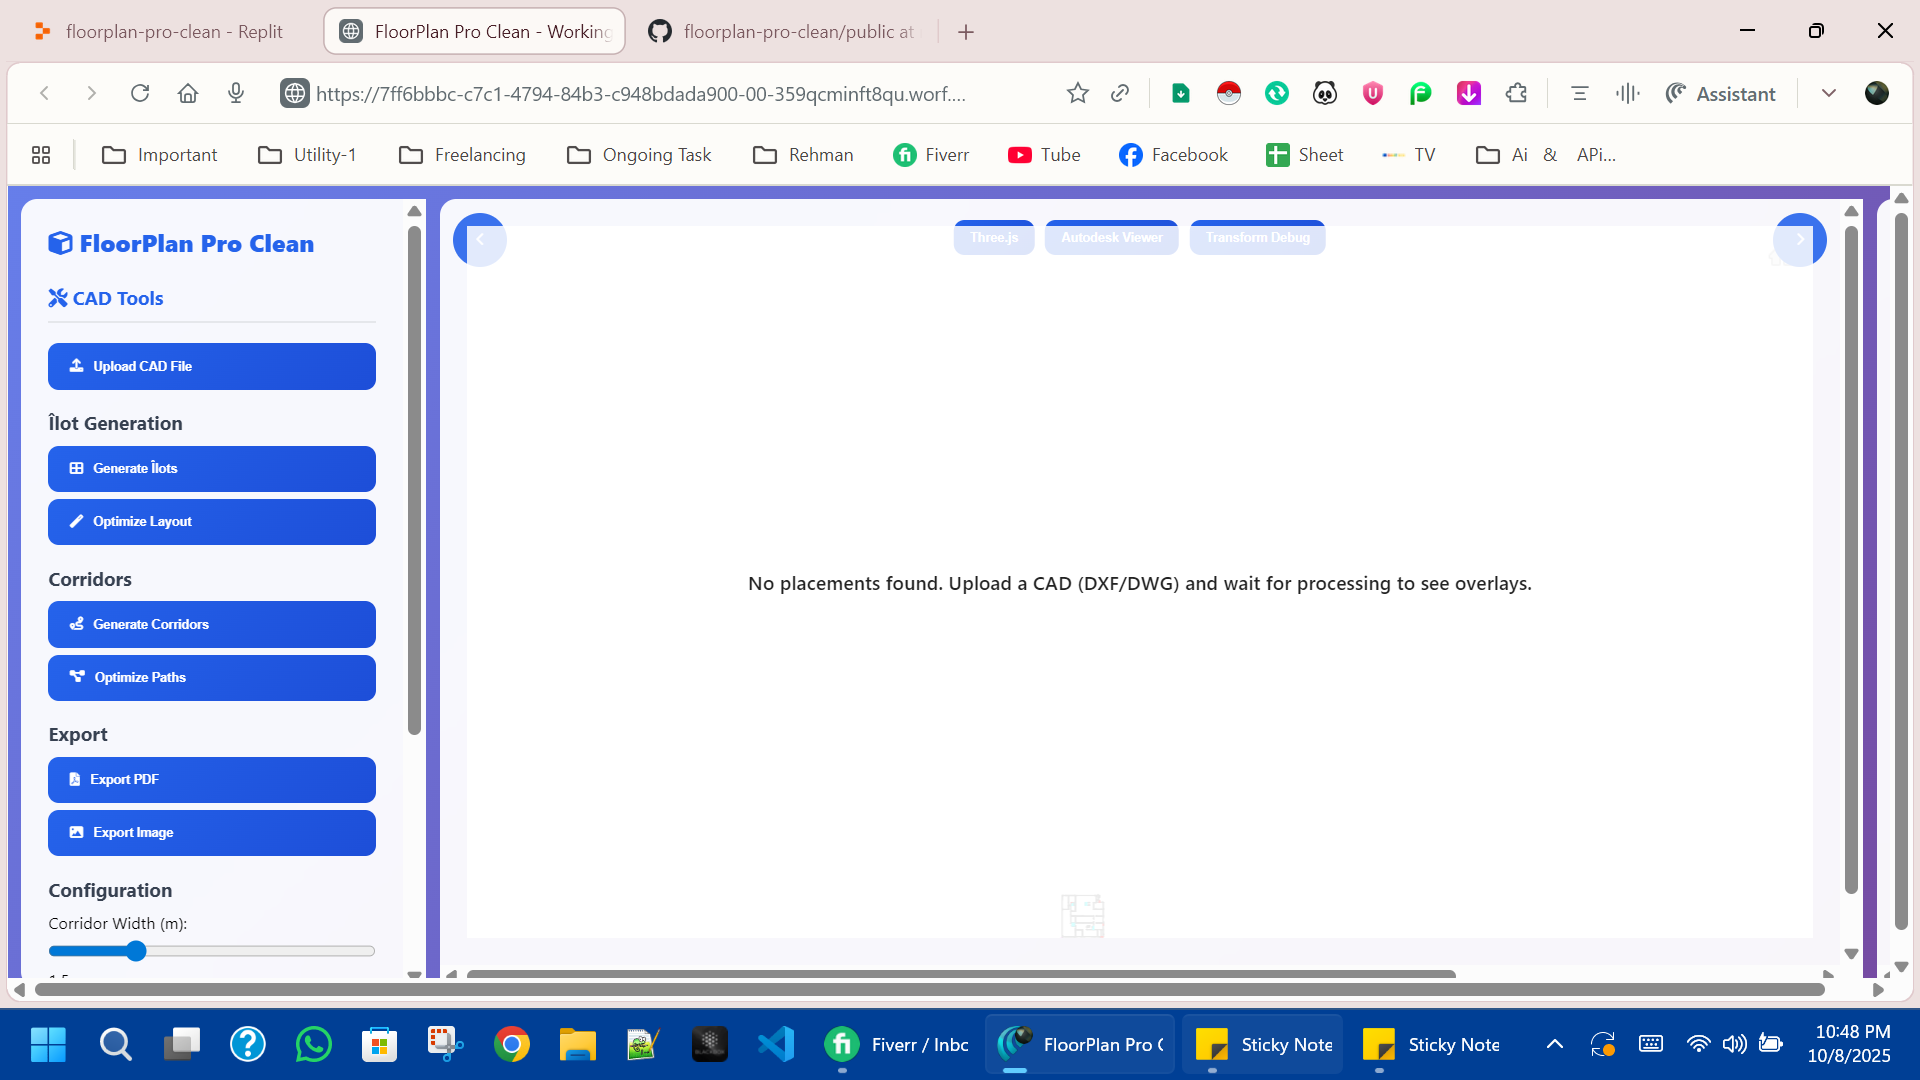 floorplan-pro-clean - Replit
FloorPlan Pro Clean - Working
floorplan-pro-clean/public at
https://7ff6bbbc-c7c1-4794-84b3-c948bdada900-00-359qcminft8qu.worf....
Assistant
Important
Utility-1
Freelancing
Ongoing Task
Rehman
Fiverr
Tube
Facebook
Sheet
TV
Ai & APi...
FloorPlan Pro Clean
CAD Tools
Upload CAD File
Îlot Generation
Generate Îlots
Optimize Layout
Corridors
Generate Corridors
Optimize Paths
Export
Export PDF
Export Image
Configuration
Corridor Width (m):
Three.js
Autodesk Viewer
Transform Debug
No placements found. Upload a CAD (DXF/DWG) and wait for processing to see overlays.
Fiverr / Inbc
FloorPlan Pro C
Sticky Note
Sticky Note
10:48 PM
10/8/2025